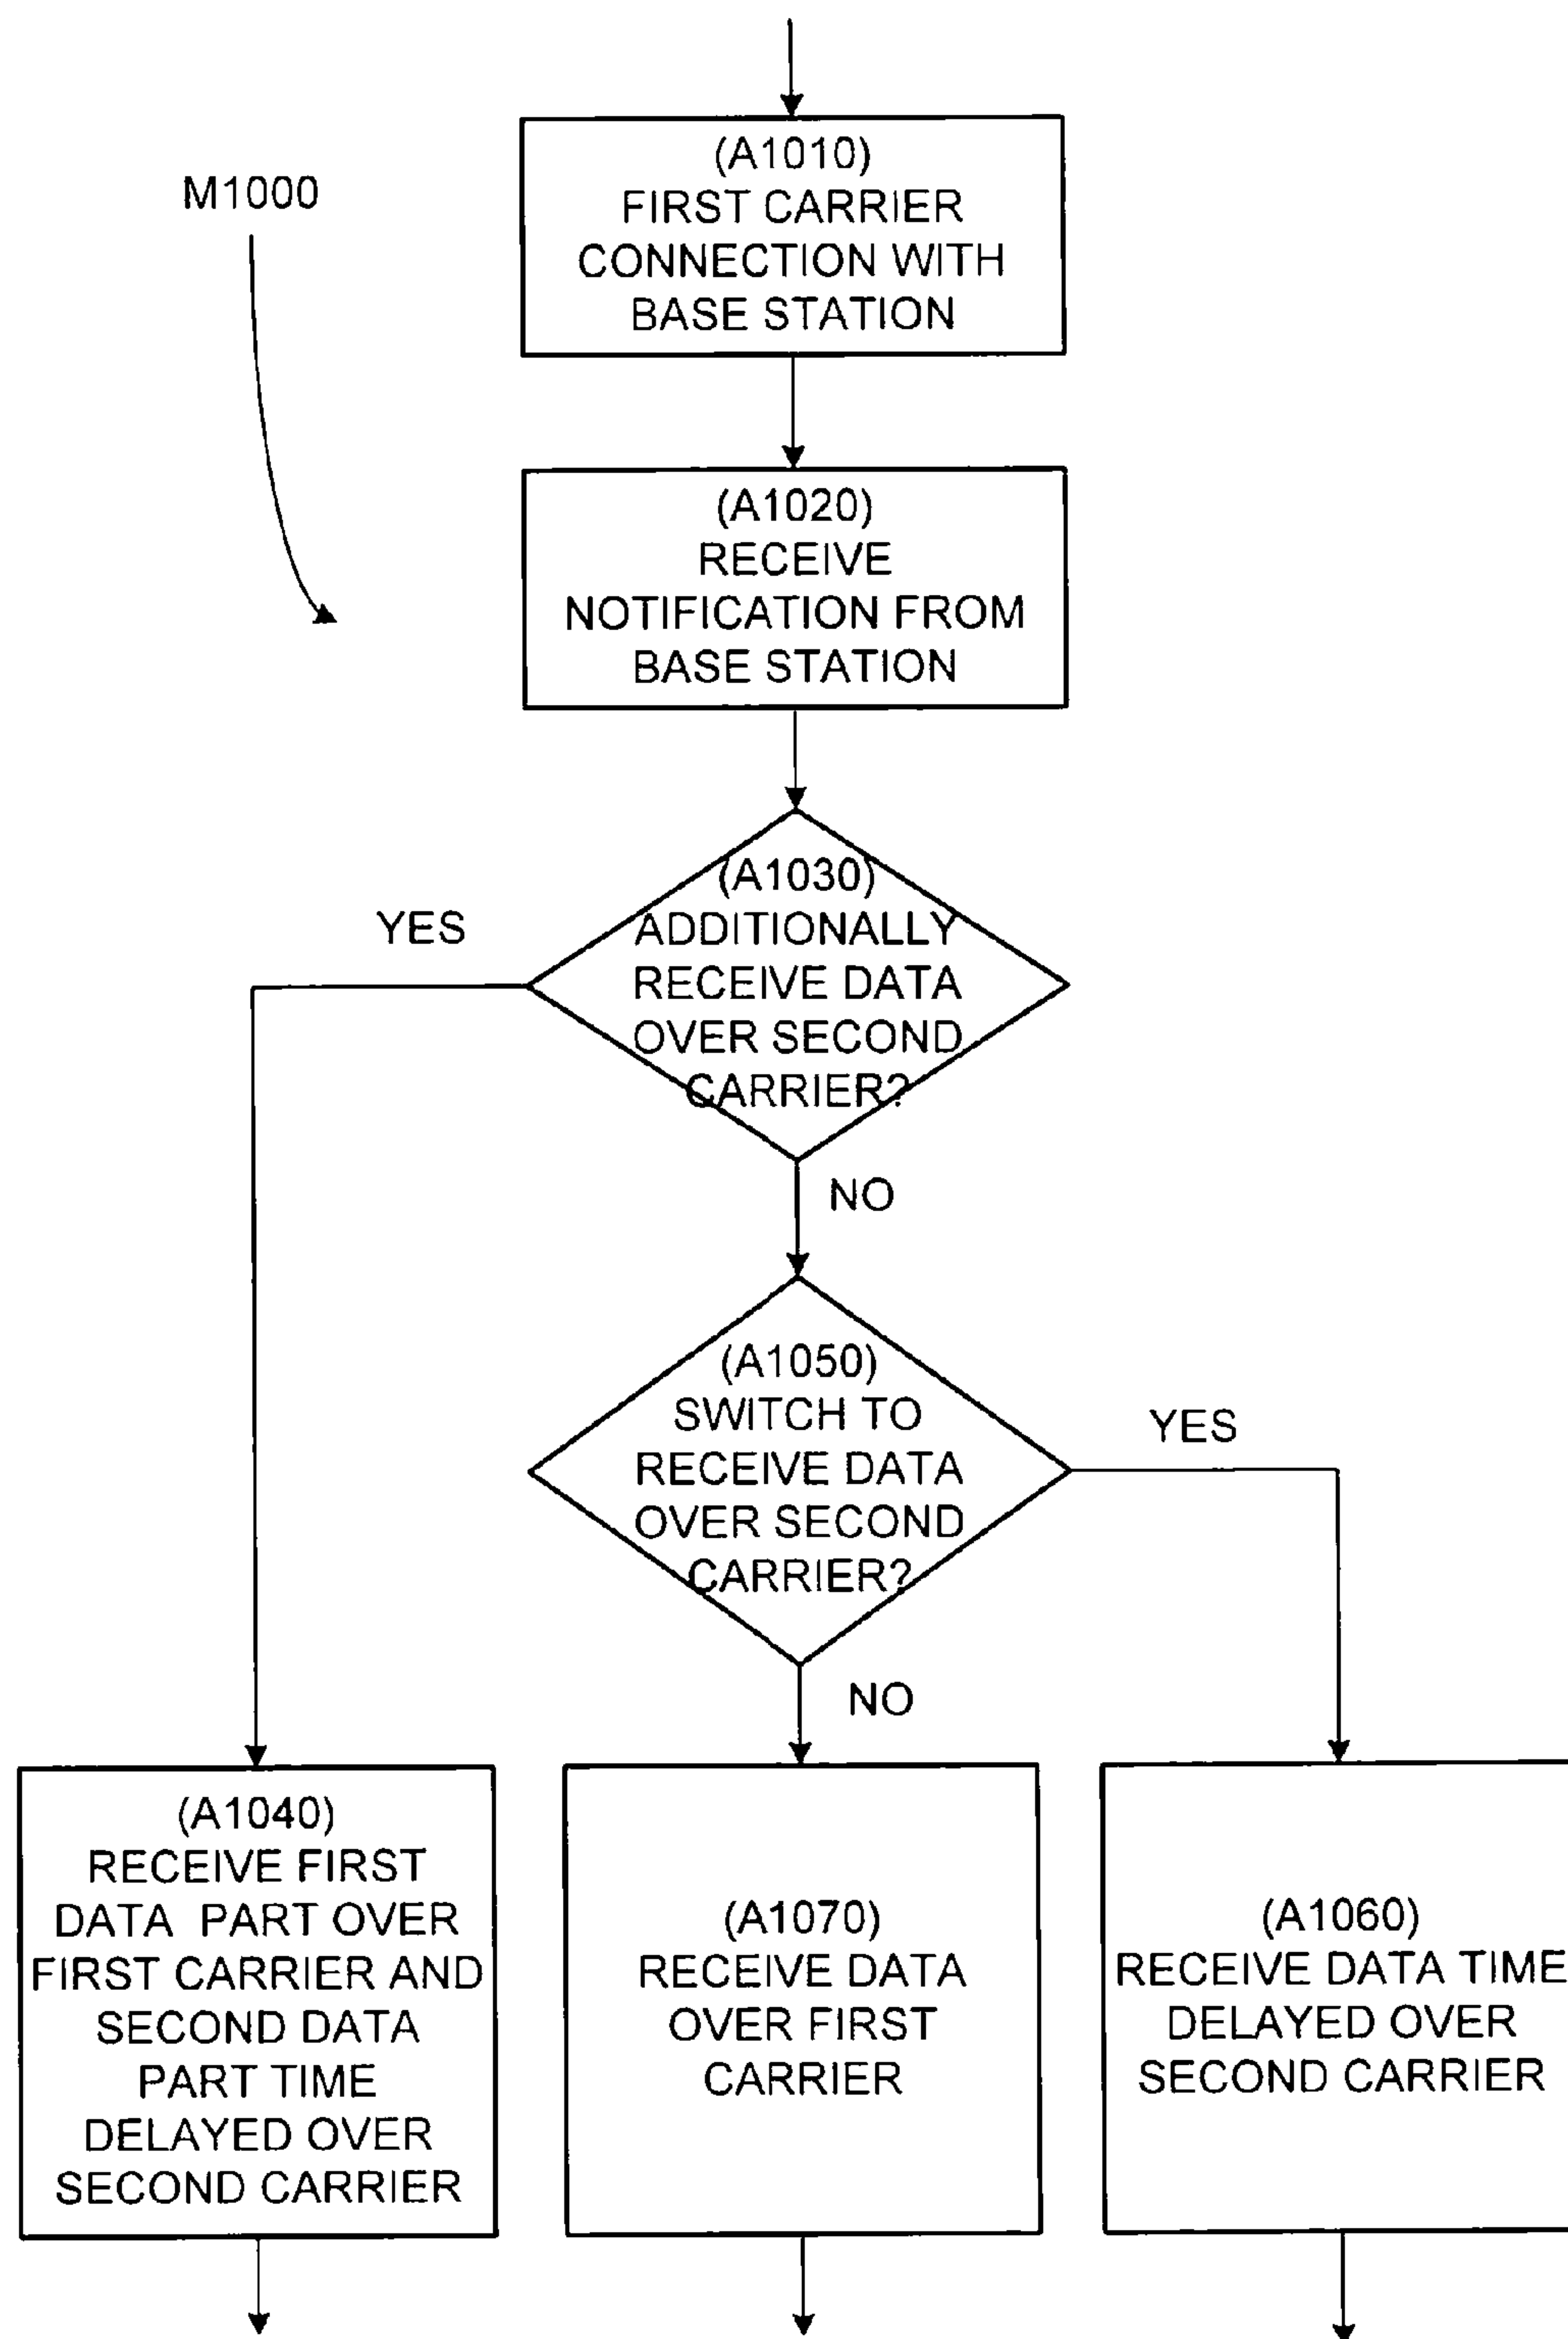 (A1010)
FIRST CARRIER
CONNECTION WITH
BASE STATION
M1000
(A1020)
RECEIVE
NOTIFICATION FROM
BASE STATION
(A1030)
ADDITIONALLY
RECEIVE DATA
OVER SECOND
CARRIER?
YES
NO
(A1050)
SWITCH TO
RECEIVE DATA
OVER SECOND
CARRIER?
YES
NO
(A1040)
RECEIVE FIRST
DATA PART OVER
FIRST CARRIER AND
SECOND DATA
PART TIME
DELAYED OVER
SECOND CARRIER
(A1070)
RECEIVE DATA
OVER FIRST
CARRIER
(A1060)
RECEIVE DATA TIME
DELAYED OVER
SECOND CARRIER